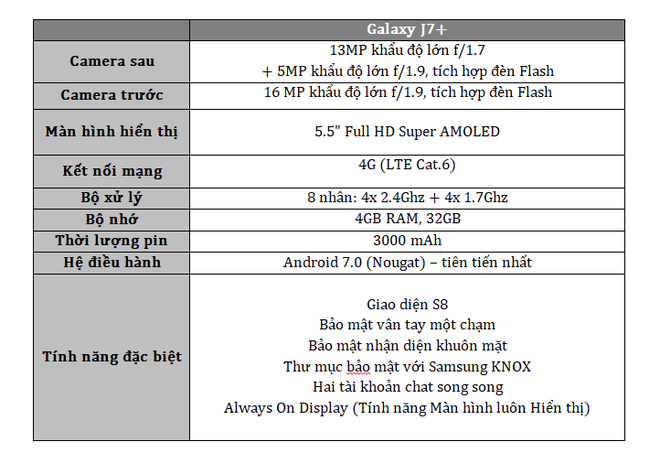 Galaxy J7+
Camera sau
13MP khẩu độ lớn f/1.7
+ 5MP khẩu độ lớn f/1.9, tích hợp đèn Flash
Camera trước
16 MP khẩu độ lớn f/1.9, tích hợp đèn Flash
Màn hình hiển thị
5.5" Full HD Super AMOLED
Kết nối mạng
4G (LTE Cat.6)
Bộ xử lý
8 nhân: 4x 2.4Ghz + 4x 1.7Ghz
Bộ nhớ
4GB RAM, 32GB
Thời lượng pin
3000 mAh
Hệ điều hành
Android 7.0 (Nougat) – tiên tiến nhất
Tính năng đặc biệt
Giao diện S8
Bảo mật vân tay một chạm
Bảo mật nhận diện khuôn mặt
Thư mục bảo mật với Samsung KNOX
Hai tài khoản chat song song
Always On Display (Tính năng Màn hình luôn Hiển thị)